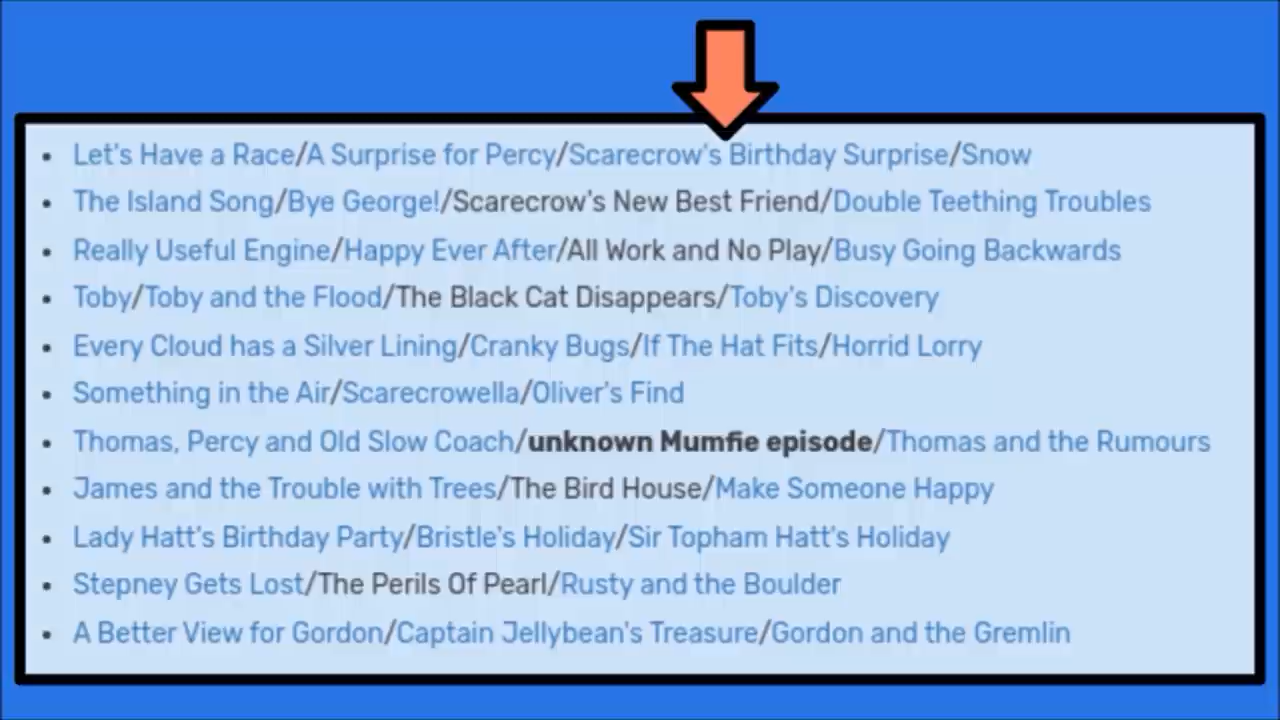 • Let's Have a Race/A Surprise for Percy/Scarecrow's Birthday Surprise/Snow
• The Island Song/Bye George!/Scarecrow's New Best Friend/Double Teething Troubles
• Really Useful Engine/Happy Ever After/All Work and No Play/Busy Going Backwards
• Toby/Toby and the Flood/The Black Cat Disappears/Toby's Discovery
• Every Cloud has a Silver Lining/Cranky Bugs/If The Hat Fits/Horrid Lorry
• Something in the Air/Scarecrowella/Oliver's Find
• Thomas, Percy and Old Slow Coach/unknown Mumfie episode/Thomas and the Rumours
• James and the Trouble with Trees/The Bird House/Make Someone Happy
• Lady Hatt's Birthday Party/Bristle's Holiday/Sir Topham Hatt's Holiday
• Stepney Gets Lost/The Perils Of Pearl/Rusty and the Boulder
• A Better View for Gordon/Captain Jellybean's Treasure/Gordon and the Gremlin